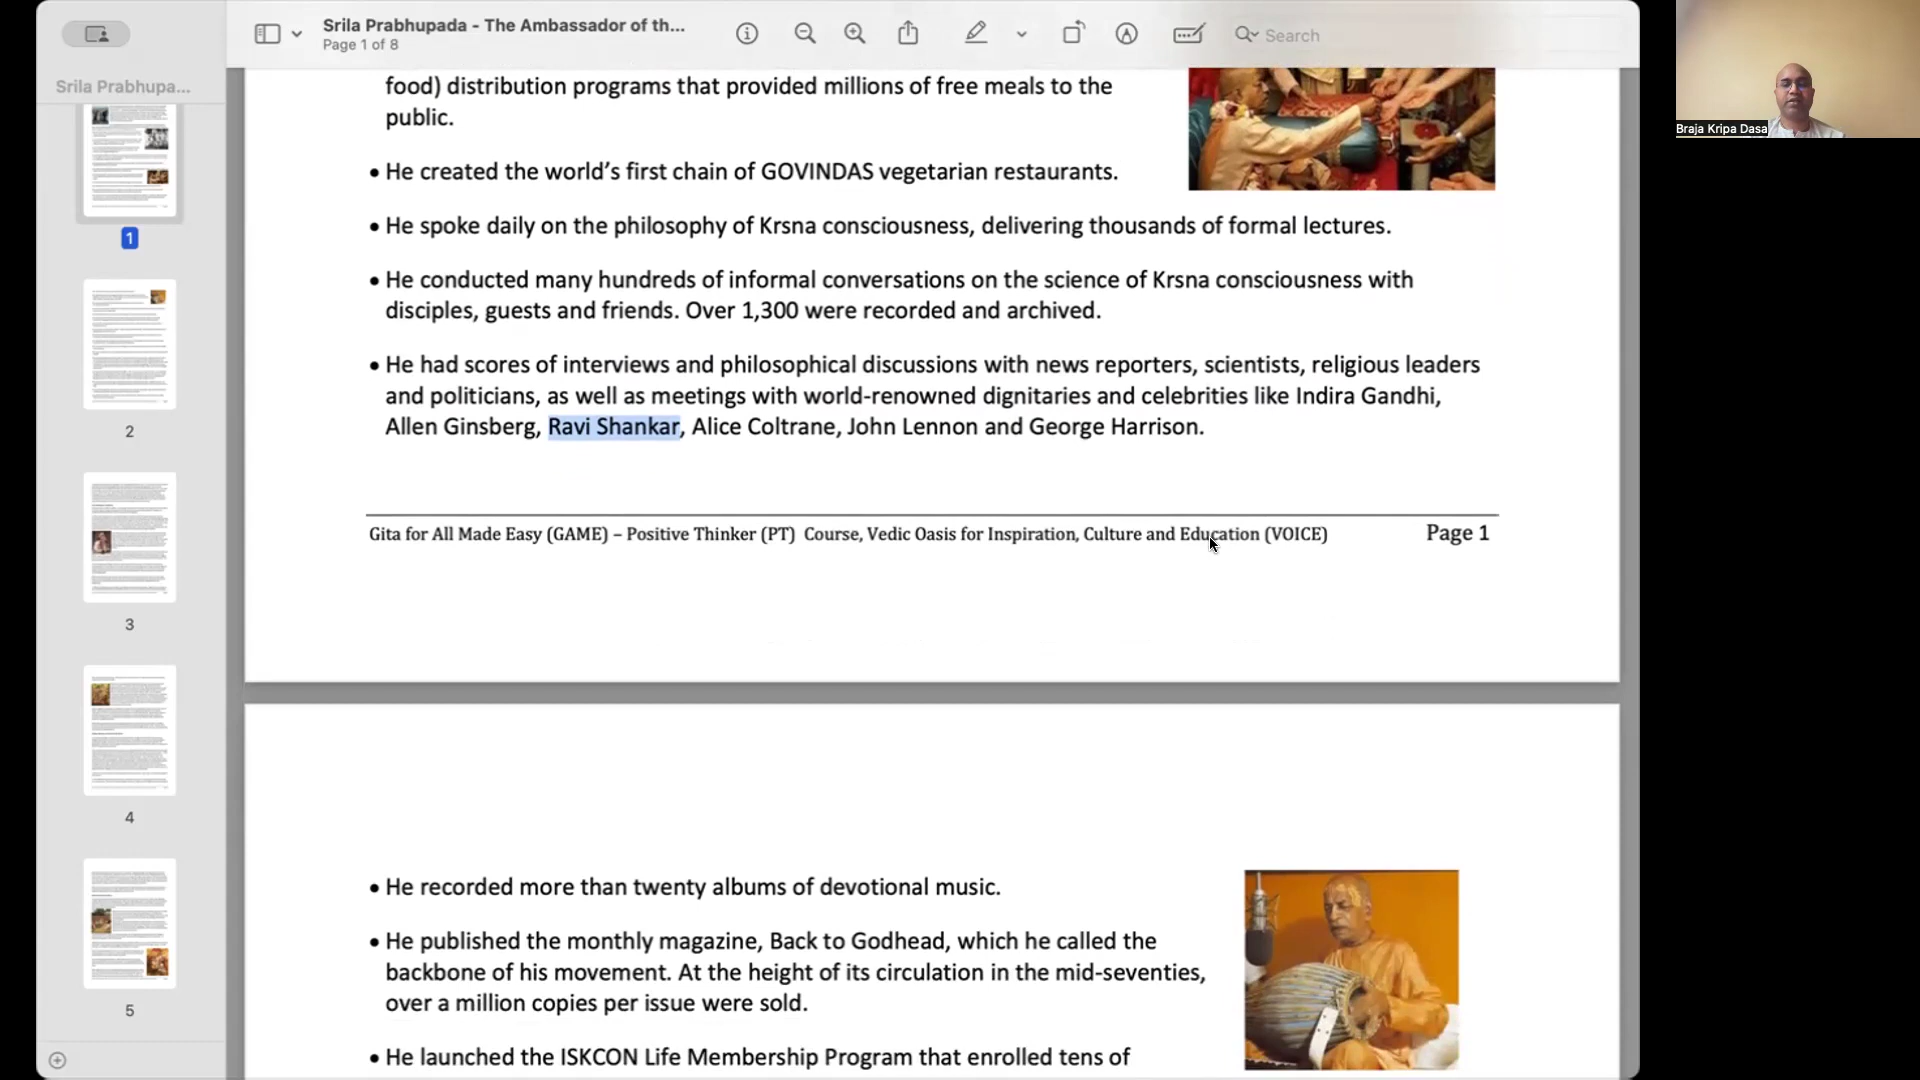 Srila Prabhupada - The Ambassador of th...
Page 1 of 8
Search
Srila Prabhupa...
1
2
3
4
5
food) distribution programs that provided millions of free meals to the
public.
• He created the world's first chain of GOVINDAS vegetarian restaurants.
• He spoke daily on the philosophy of Krsna consciousness, delivering thousands of formal lectures.
• He conducted many hundreds of informal conversations on the science of Krsna consciousness with
disciples, guests and friends. Over 1,300 were recorded and archived.
• He had scores of interviews and philosophical discussions with news reporters, scientists, religious leaders
and politicians, as well as meetings with world-renowned dignitaries and celebrities like Indira Gandhi,
Allen Ginsberg, Ravi Shankar, Alice Coltrane, John Lennon and George Harrison.
Gita for All Made Easy (GAME) – Positive Thinker (PT) Course, Vedic Oasis for Inspiration, Culture and Education (VOICE) Page 1
• He recorded more than twenty albums of devotional music.
• He published the monthly magazine, Back to Godhead, which he called the
backbone of his movement. At the height of its circulation in the mid-seventies,
over a million copies per issue were sold.
• He launched the ISKCON Life Membership Program that enrolled tens of
Braja Kripa Dasa